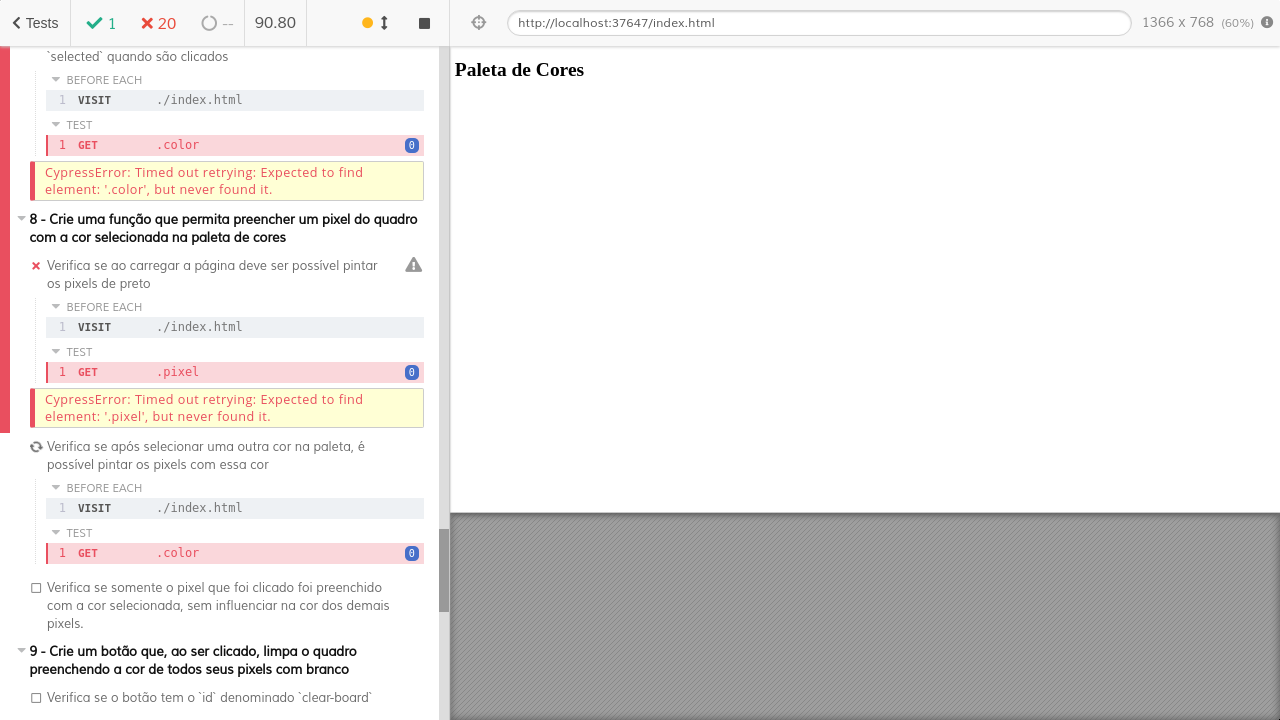 Tests
1
20
--
90.80
http://localhost:37647/index.html
1366 x 768 (60%)
`selected` quando são clicados
BEFORE EACH
1 VISIT ./index.html
TEST
1 GET .color 0
CypressError: Timed out retrying: Expected to find
element: '.color', but never found it.
8 - Crie uma função que permita preencher um pixel do quadro
com a cor selecionada na paleta de cores
Verifica se ao carregar a página deve ser possível pintar
os pixels de preto
BEFORE EACH
1 VISIT ./index.html
TEST
1 GET .pixel 0
CypressError: Timed out retrying: Expected to find
element: '.pixel', but never found it.
Verifica se após selecionar uma outra cor na paleta, é
possível pintar os pixels com essa cor
BEFORE EACH
1 VISIT ./index.html
TEST
1 GET .color 0
Verifica se somente o pixel que foi clicado foi preenchido
com a cor selecionada, sem influenciar na cor dos demais
pixels.
9 - Crie um botão que, ao ser clicado, limpa o quadro
preenchendo a cor de todos seus pixels com branco
Verifica se o botão tem o `id` denominado `clear-board`
Paleta de Cores